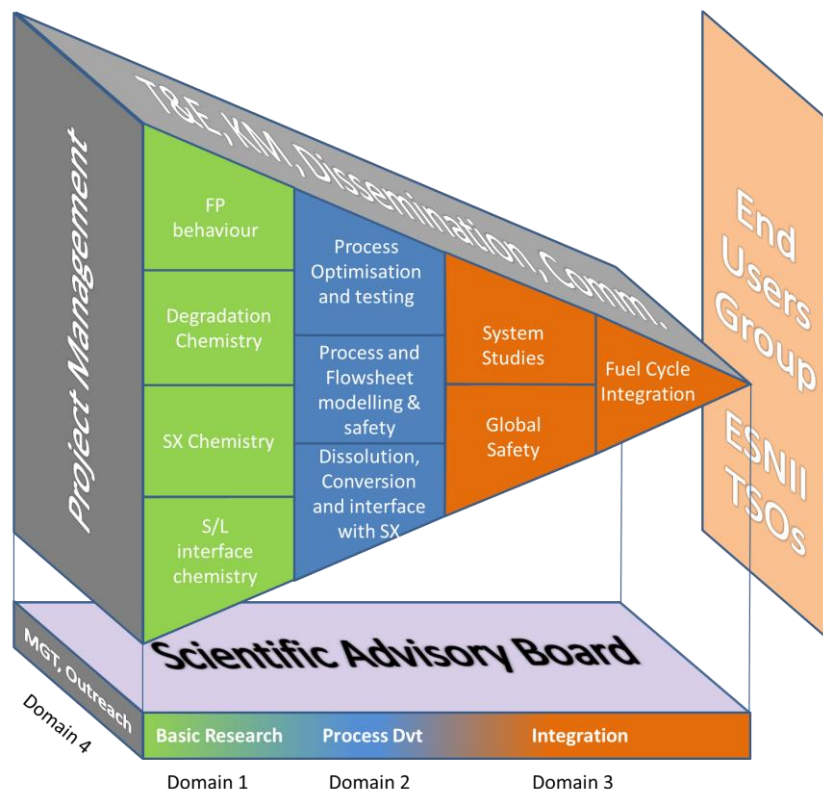 T&E, KM, Dissemination, Comm.
Project Management
FP
behaviour
Degradation
Chemistry
SX Chemistry
S/L
interface
chemistry
Process
Optimisation
and testing
Process and
Flowsheet
modelling &
safety
Dissolution,
Conversion
and interface
with SX
System
Studies
Global
Safety
Fuel Cycle
Integration
End
Users
Group
ESNII
TSOs
Scientific Advisory Board
MGT, Outreach
Domain 4
Basic Research
Process Dvt
Integration
Domain 1
Domain 2
Domain 3